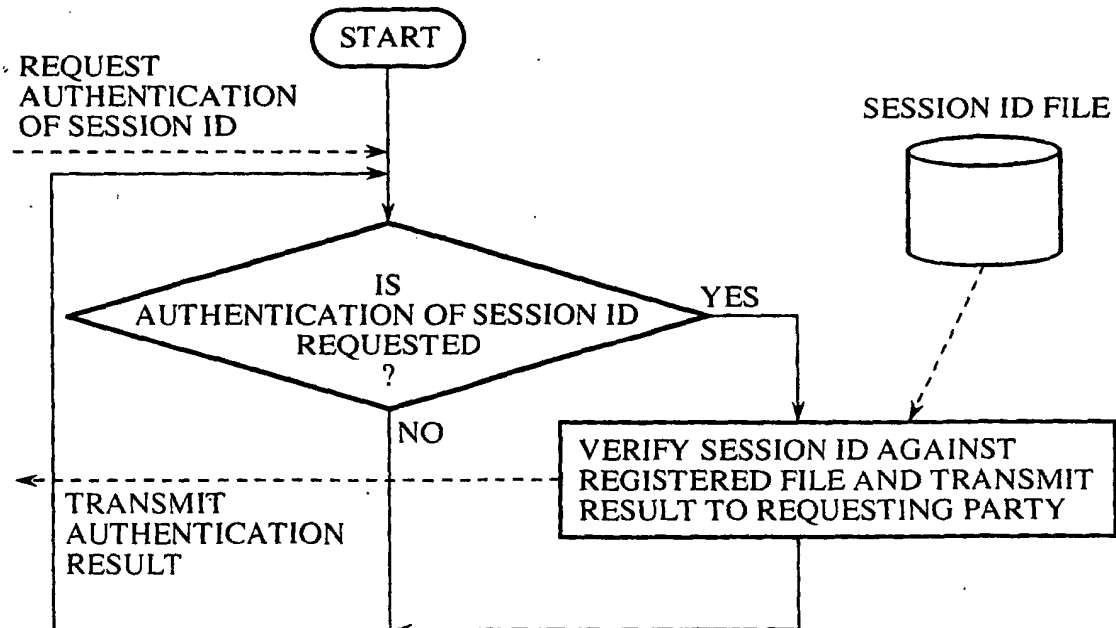 START
REQUEST
AUTHENTICATION
OF SESSION ID
SESSION ID FILE
IS
AUTHENTICATION OF SESSION ID
REQUESTED
?
YES
NO
VERIFY SESSION ID AGAINST
REGISTERED FILE AND TRANSMIT
RESULT TO REQUESTING PARTY
TRANSMIT
AUTHENTICATION
RESULT